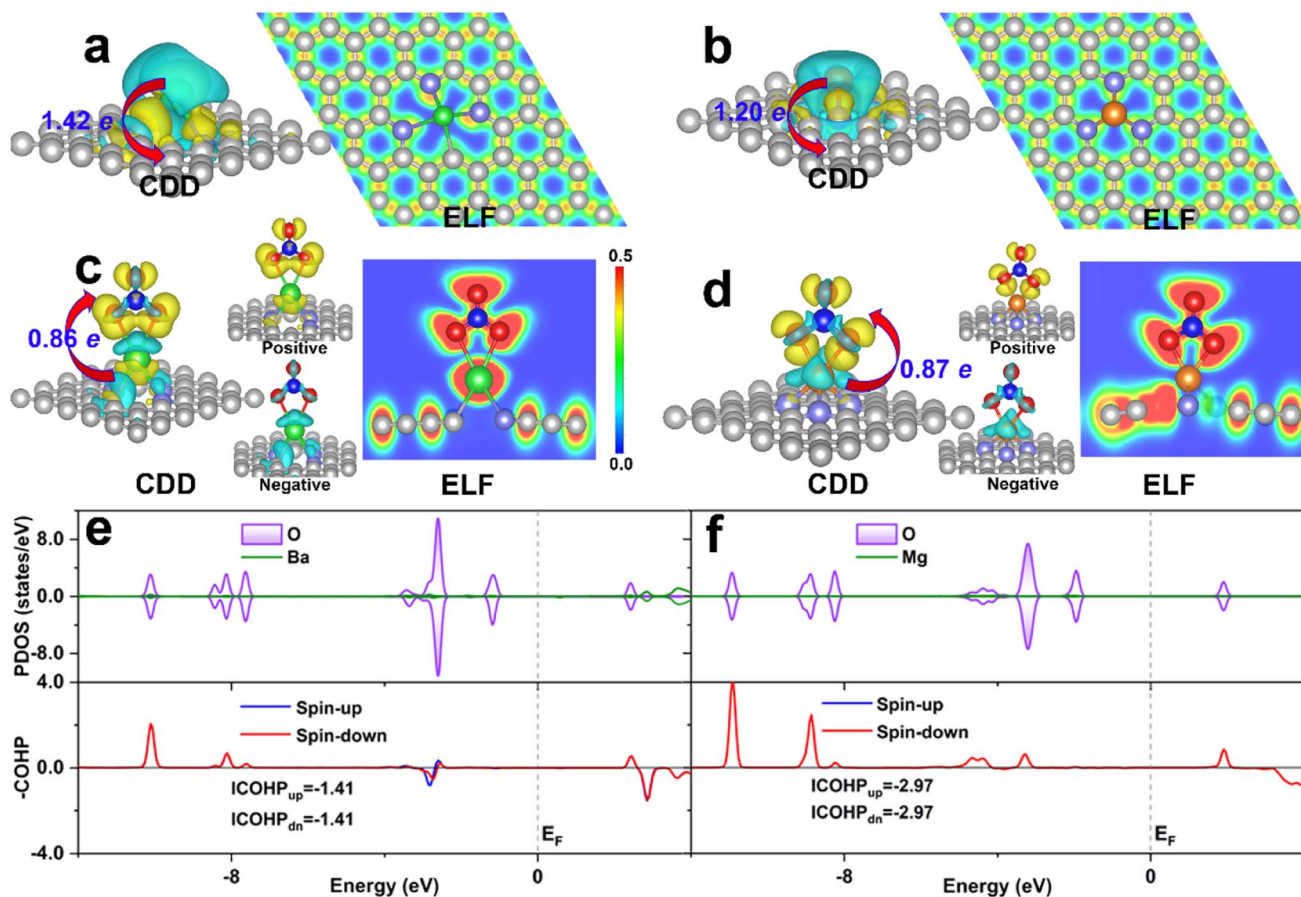 a
1.42 e
CDD
ELF
b
1.20 e
CDD
ELF
c
0.86 e
CDD
Positive
Negative
ELF
0.5
0.0
d
0.87 e
CDD
Positive
Negative
ELF
e
O
Ba
PDOS (states/eV)
8.0
0.0
-8.0
4.0
f
O
Mg
-COHP
0.0
-4.0
Spin-up
Spin-down
ICOHPup=-1.41
ICOHPdn=-1.41
EF
Spin-up
Spin-down
ICOHPup=-2.97
ICOHPdn=-2.97
EF
-8
0
-8
0
Energy (eV)
Energy (eV)